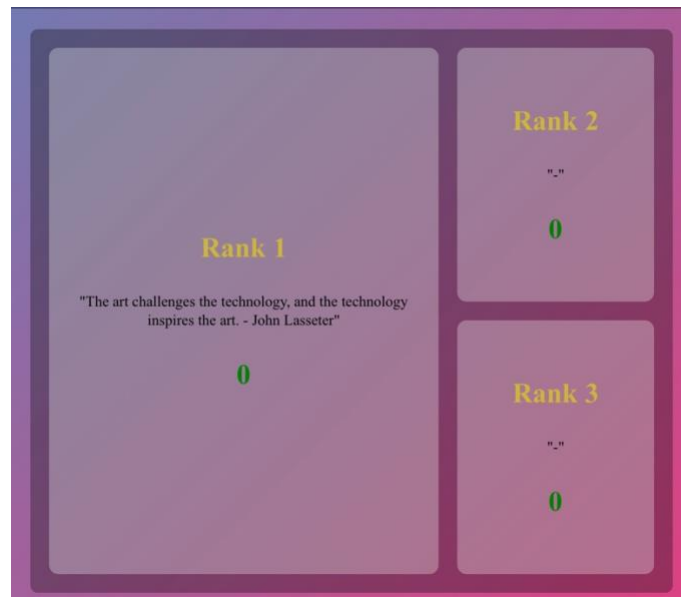 Rank 1
"The art challenges the technology, and the technology
inspires the art. - John Lasseter"
0
Rank 2
"-"
0
Rank 3
"-"
0